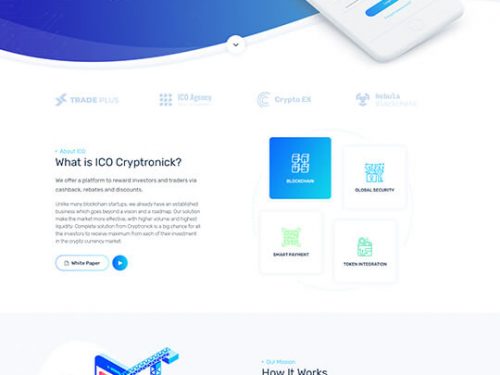 TRADE PLUS
ICO Agency
Crypto EX
Nebula
Blockchain
• About ICO
What is ICO Cryptronick?
We offer a platform to reward investors and traders via
cashback, rebates and discounts.
Unlike many blockchain startups, we already have an established
business which goes beyond a vision and a roadmap. Our solution
make the market more effective, with higher volume and highest
liquidity. Complete solution from Cryptronick is a big chance for all
the investors to receive maximum from each of their investment
in the crypto currency market.
White Paper
BLOCKCHAIN
GLOBAL SECURITY
SMART PAYMENT
TOKEN INTEGRATION
• Our Mission
How It Works